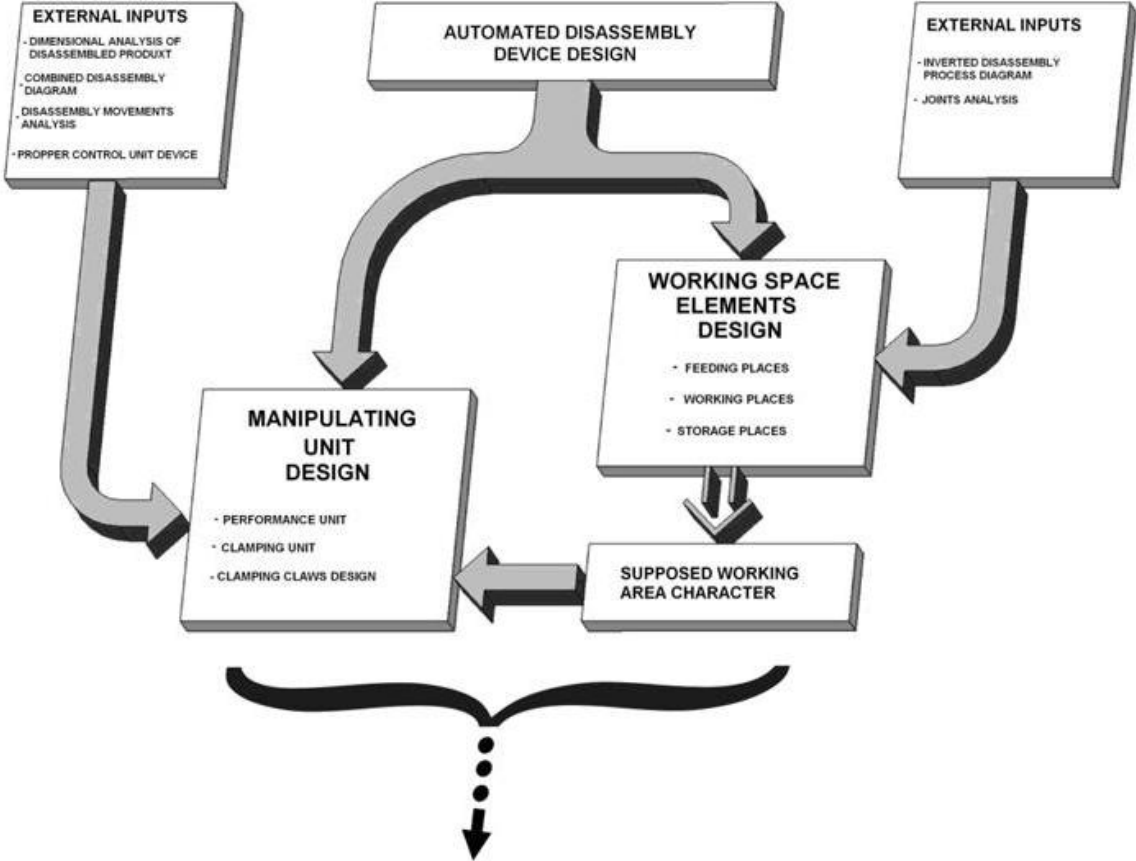 EXTERNAL INPUTS
- DIMENSIONAL ANALYSIS OF
DISASSEMBLED PRODUXT
- COMBINED DISASSEMBLY
DIAGRAM
- DISASSEMBLY MOVEMENTS
ANALYSIS
- PROPPER CONTROL UNIT DEVICE
AUTOMATED DISASSEMBLY
DEVICE DESIGN
EXTERNAL INPUTS
- INVERTED DISASSEMBLY
PROCESS DIAGRAM
- JOINTS ANALYSIS
WORKING SPACE
ELEMENTS
DESIGN
- FEEDING PLACES
- WORKING PLACES
- STORAGE PLACES
MANIPULATING
UNIT
DESIGN
- PERFORMANCE UNIT
- CLAMPING UNIT
- CLAMPING CLAWS DESIGN
SUPPOSED WORKING
AREA CHARACTER